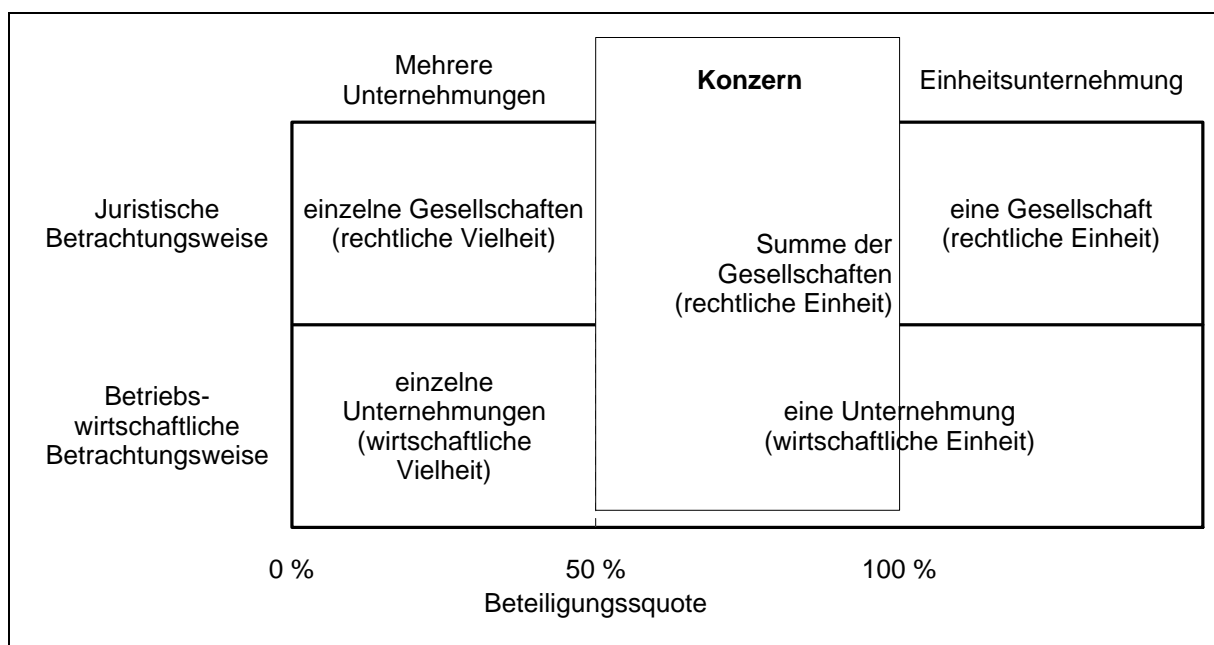 Mehrere
Unternehmungen
Konzern
Einheitsunternehmung
Juristische
Betrachtungsweise
einzelne Gesellschaften
(rechtliche Vielheit)
Summe der
Gesellschaften
(rechtliche Einheit)
eine Gesellschaft
(rechtliche Einheit)
Betriebs-
wirtschaftliche
Betrachtungsweise
einzelne
Unternehmungen
(wirtschaftliche
Vielheit)
eine Unternehmung
(wirtschaftliche Einheit)
0 %
50 %
100 %
Beteiligungssquote